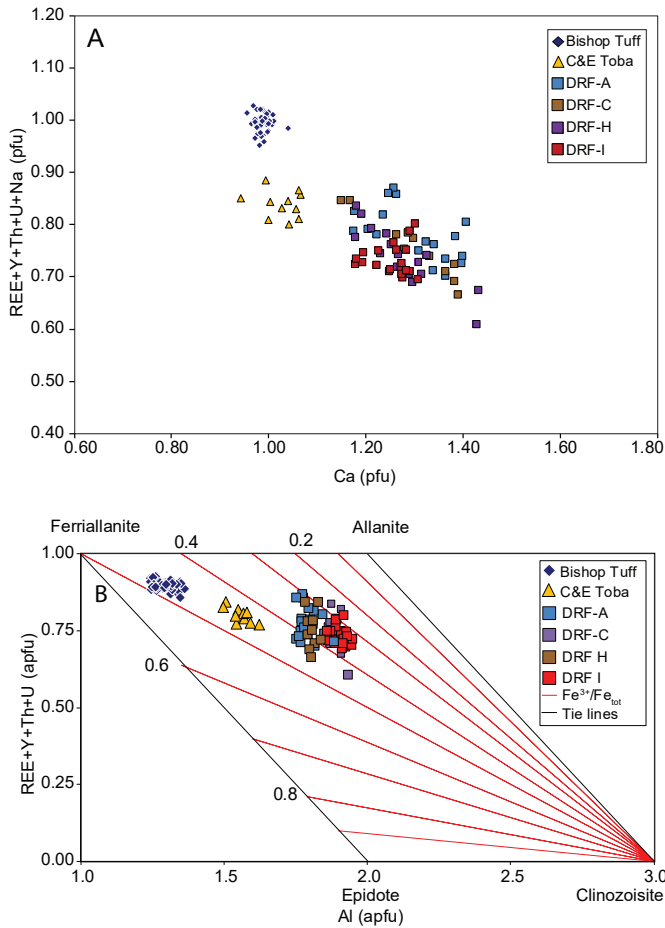 A
1.20
1.10
1.00
0.90
0.80
0.70
0.60
0.50
0.40
REE+Y+Th+U+Na (pfu)
0.60
0.80
1.00
1.20
1.40
1.60
1.80
Ca (pfu)
Bishop Tuff
C&E Toba
DRF-A
DRF-C
DRF-H
DRF-I
Ferriallanite
0.4
0.2
Allanite
B
1.00
0.75
0.50
0.25
0.00
REE+Y+Th+U (apfu)
0.6
0.8
Bishop Tuff
C&E Toba
DRF-A
DRF-C
DRF H
DRF I
Fe³⁺/Fe_tot
Tie lines
1.0
1.5
2.0
2.5
3.0
Epidote
Clinozoisite
Al (apfu)